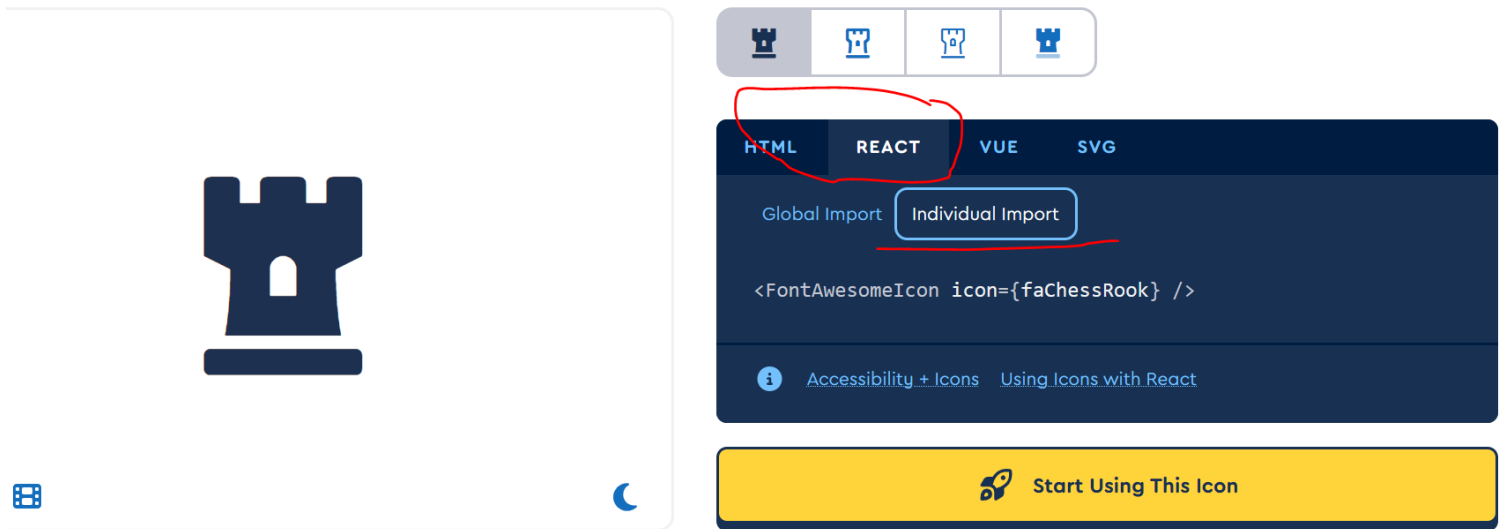 HTML REACT VUE SVG
Global Import Individual Import
<FontAwesomeIcon icon={faChessRook} />
i Accessibility + Icons Using Icons with React
Start Using This Icon